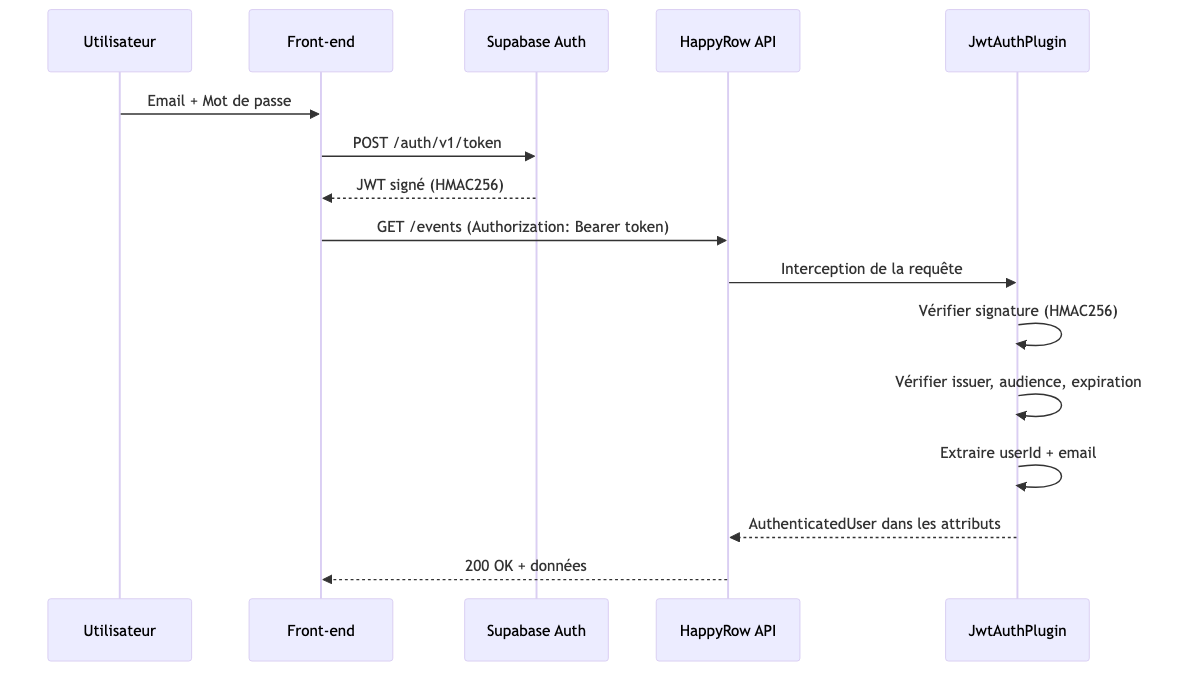 Utilisateur
Front-end
Supabase Auth
HappyRow API
JwtAuthPlugin
Email + Mot de passe
POST /auth/v1/token
JWT signé (HMAC256)
GET /events (Authorization: Bearer token)
Interception de la requête
Vérifier signature (HMAC256)
Vérifier issuer, audience, expiration
Extraire userId + email
AuthenticatedUser dans les attributs
200 OK + données
Utilisateur
Front-end
Supabase Auth
HappyRow API
JwtAuthPlugin